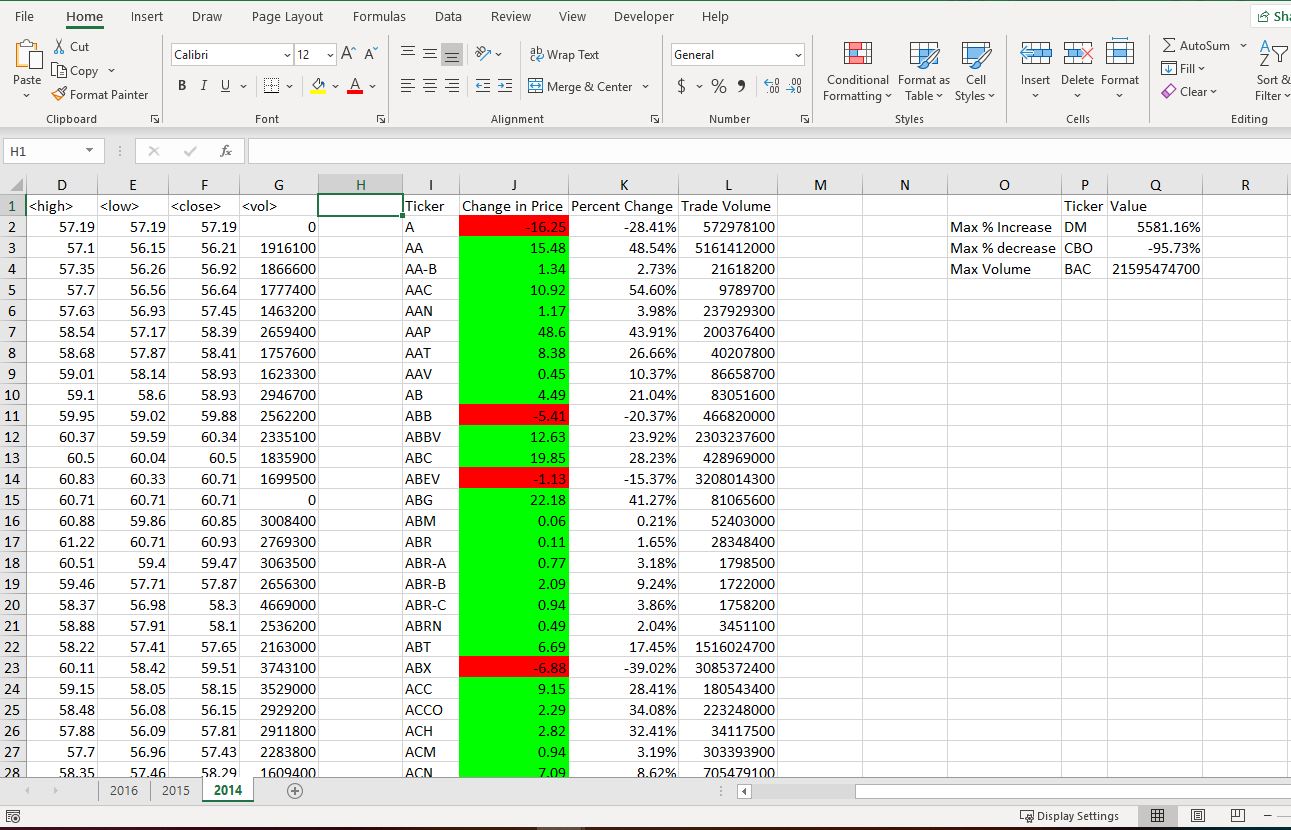 File Home Insert Draw Page Layout Formulas Data Review View Developer Help
Cut Calibri 12 A A ab Wrap Text General AutoSum
Copy Fill
Paste Conditional Format as Cell Insert Delete Format Sort &
Format Painter B I U A Merge & Center $ % 9 Formatting Table Styles Clear Filter
Clipboard Font Alignment Number Styles Cells Editing
H1 fx
D E F G H I J K L M N O P Q R
1 <high> <low> <close> <vol> Ticker Change in Price Percent Change Trade Volume Ticker Value
2 57.19 57.19 57.19 0 A -16.25 -28.41% 572978100 Max % Increase DM 5581.16%
3 57.1 56.15 56.21 1916100 AA 15.48 48.54% 5161412000 Max % decrease CBO -95.73%
4 57.35 56.26 56.92 1866600 AA-B 1.34 2.73% 21618200 Max Volume BAC 21595474700
5 57.7 56.56 56.64 1777400 AAC 10.92 54.60% 9789700
6 57.63 56.93 57.45 1463200 AAN 1.17 3.98% 237929300
7 58.54 57.17 58.39 2659400 AAP 48.6 43.91% 200376400
8 58.68 57.87 58.41 1757600 AAT 8.38 26.66% 40207800
9 59.01 58.14 58.93 1623300 AAV 0.45 10.37% 86658700
10 59.1 58.6 58.93 2946700 AB 4.49 21.04% 83051600
11 59.95 59.02 59.88 2562200 ABB -5.41 -20.37% 466820000
12 60.37 59.59 60.34 2335100 ABBV 12.63 23.92% 2303237600
13 60.5 60.04 60.5 1835900 ABC 19.85 28.23% 428969000
14 60.83 60.33 60.71 1699500 ABEV -1.13 -15.37% 3208014300
15 60.71 60.71 60.71 0 ABG 22.18 41.27% 81065600
16 60.88 59.86 60.85 3008400 ABM 0.06 0.21% 52403000
17 61.22 60.71 60.93 2769300 ABR 0.11 1.65% 28348400
18 60.51 59.4 59.47 3063500 ABR-A 0.77 3.18% 1798500
19 59.46 57.71 57.87 2656300 ABR-B 2.09 9.24% 1722000
20 58.37 56.98 58.3 4669000 ABR-C 0.94 3.86% 1758200
21 58.88 57.91 58.1 2536200 ABRN 0.49 2.04% 3451100
22 58.22 57.41 57.65 2163000 ABT 6.69 17.45% 1516024700
23 60.11 58.42 59.51 3743100 ABX -6.88 -39.02% 3085372400
24 59.15 58.05 58.15 3529000 ACC 9.15 28.41% 180543400
25 58.48 56.08 56.15 2929200 ACCO 2.29 34.08% 223248000
26 57.88 56.09 57.81 2911800 ACH 2.82 32.41% 34117500
27 57.7 56.96 57.43 2283800 ACM 0.94 3.19% 303393900
28 58.35 57.46 58.29 1609400 ACN 7.09 8.62% 705479100
2016 2015 2014
Display Settings